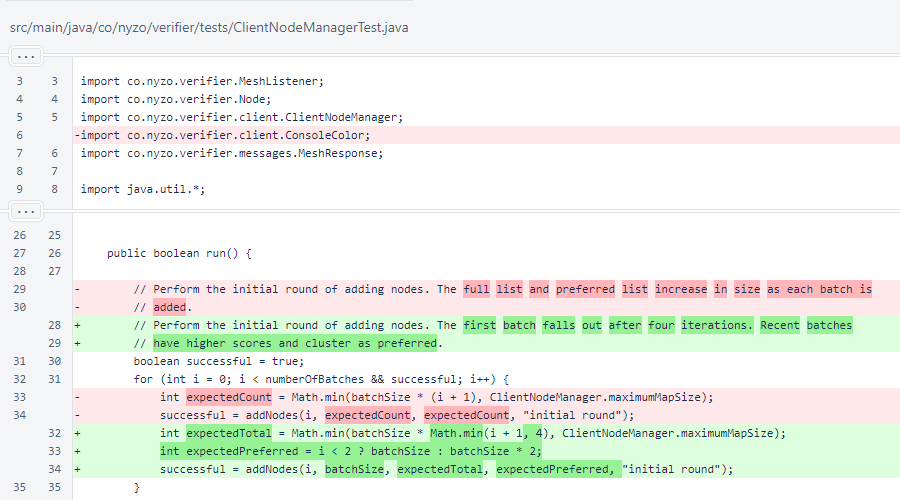 src/main/java/co/nyzo/verifier/tests/ClientNodeManagerTest.java
...
3 3 import co.nyzo.verifier.MeshListener;
4 4 import co.nyzo.verifier.Node;
5 5 import co.nyzo.verifier.client.ClientNodeManager;
6 -import co.nyzo.verifier.client.ConsoleColor;
7 6 import co.nyzo.verifier.messages.MeshResponse;
8 7
9 8 import java.util.*;
...
26 25
27 26 public boolean run() {
28 27
29 - // Perform the initial round of adding nodes. The full list and preferred list increase in size as each batch is
30 - // added.
28 + // Perform the initial round of adding nodes. The first batch falls out after four iterations. Recent batches
29 + // have higher scores and cluster as preferred.
31 30 boolean successful = true;
32 31 for (int i = 0; i < numberOfBatches && successful; i++) {
33 - int expectedCount = Math.min(batchSize * (i + 1), ClientNodeManager.maximumMapSize);
34 - successful = addNodes(i, expectedCount, expectedCount, "initial round");
32 + int expectedTotal = Math.min(batchSize * Math.min(i + 1, 4), ClientNodeManager.maximumMapSize);
33 + int expectedPreferred = i < 2 ? batchSize : batchSize * 2;
34 + successful = addNodes(i, batchSize, expectedTotal, expectedPreferred, "initial round");
35 35 }